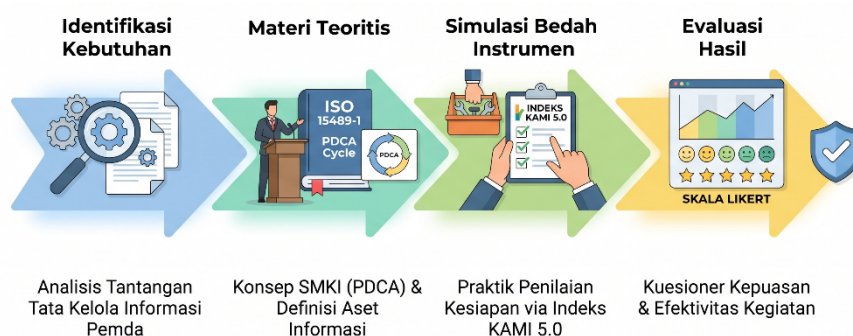 Identifikasi
Kebutuhan
Materi Teoritis
Simulasi Bedah
Instrumen
Evaluasi
Hasil
ISO
15489-1
PDCA
Cycle
PDCA
INDEKS
KAMI 5.0
SKALA LIKERT
Analisis Tantangan
Tata Kelola Informasi
Pemda
Konsep SMKI (PDCA) &
Definisi Aset
Informasi
Praktik Penilaian
Kesiapan via Indeks
KAMI 5.0
Kuesioner Kepuasan
& Efektivitas Kegiatan